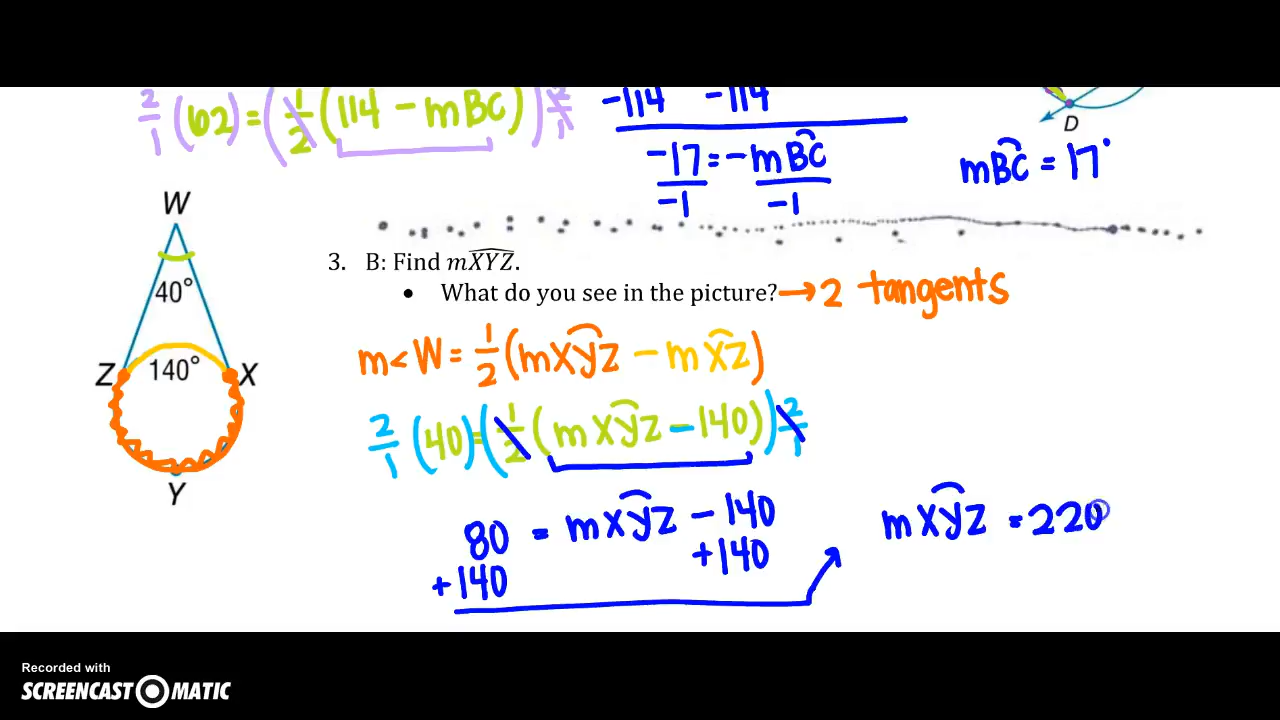 2/1 (62) = (1/2 (114 − mBC)) 2/1
-114 -114
-17 = -mBC
-1 -1
mBC = 17°
D
W
40°
140°
Z X
Y
3. B: Find mXYZ.
• What do you see in the picture? → 2 tangents
m<W = 1/2 (mXYZ − mXZ)
2/1 (40) = (1/2 (mXYZ − 140)) 2/1
80 = mXYZ − 140
+140 +140
mXYZ = 220
Recorded with
SCREENCAST MATIC